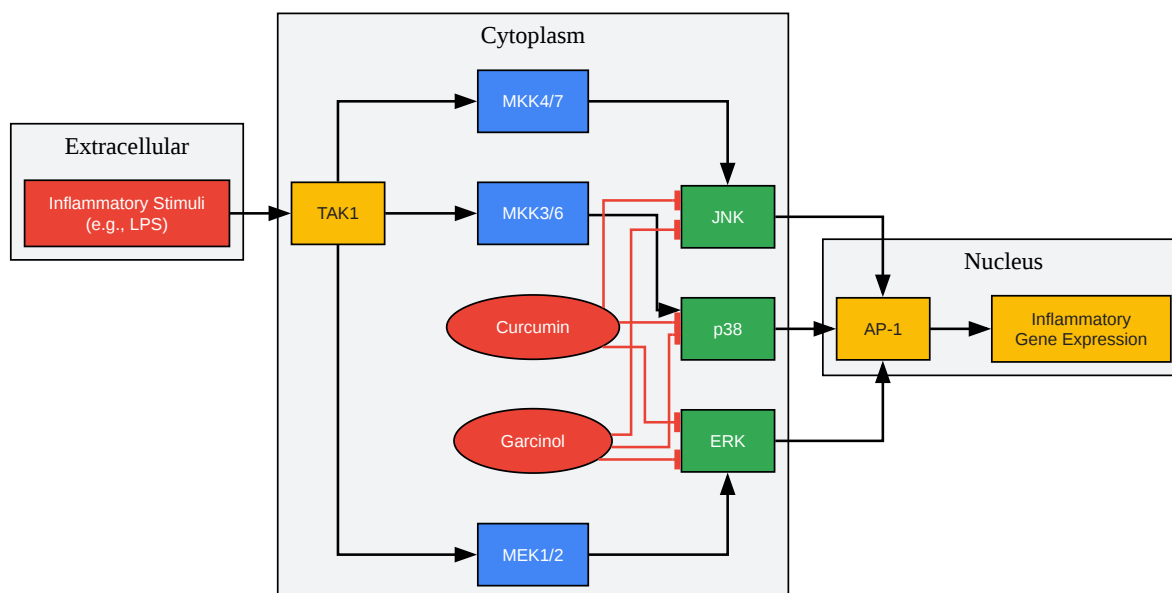 Cytoplasm
MKK4/7
Extracellular
Inflammatory Stimuli
(e.g., LPS)
TAK1
MKK3/6
JNK
Nucleus
Curcumin
p38
AP-1
Inflammatory
Gene Expression
Garcinol
ERK
MEK1/2